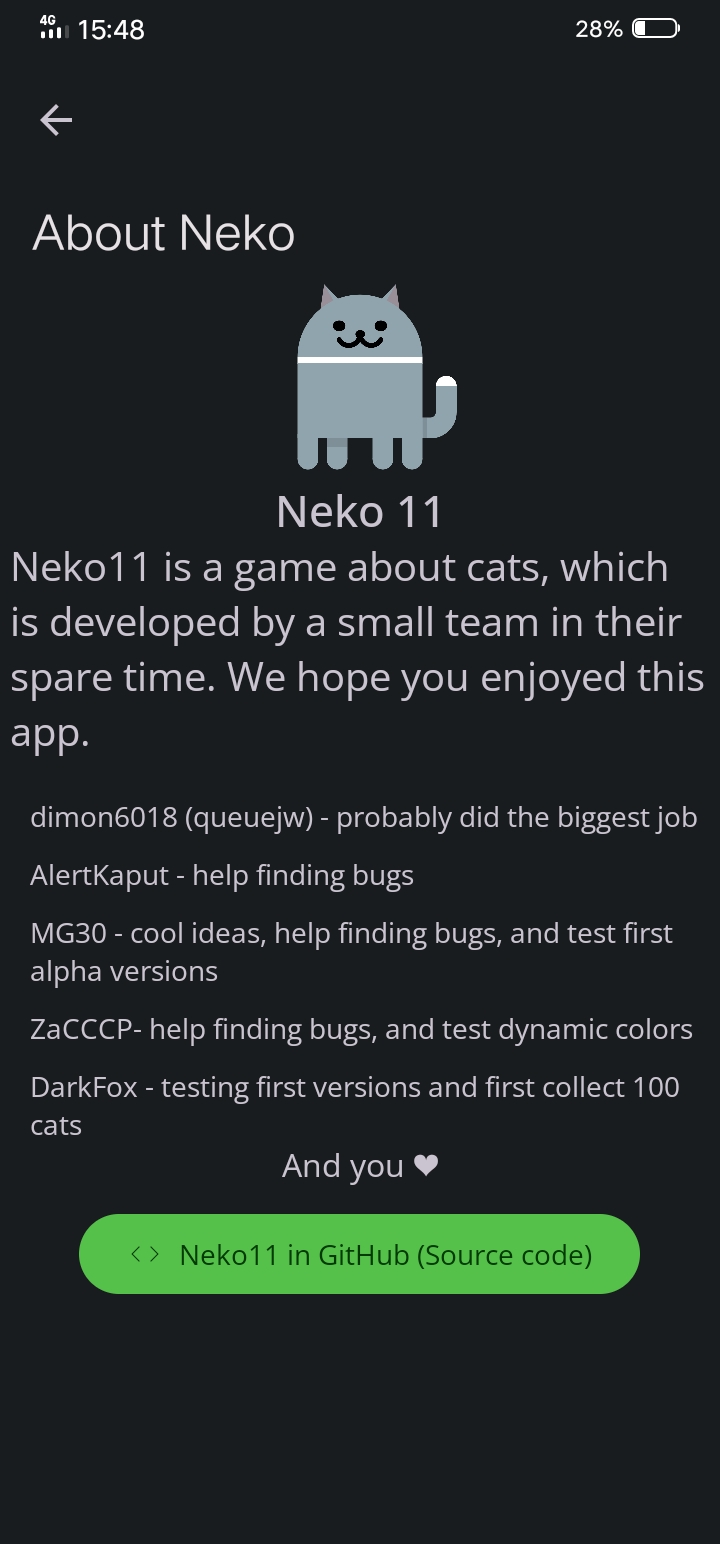 4G 15:48 28%
About Neko
Neko 11
Neko11 is a game about cats, which
is developed by a small team in their
spare time. We hope you enjoyed this
app.
dimon6018 (queuejw) - probably did the biggest job
AlertKaput - help finding bugs
MG30 - cool ideas, help finding bugs, and test first
alpha versions
ZaCCCP- help finding bugs, and test dynamic colors
DarkFox - testing first versions and first collect 100
cats
And you ♥
< > Neko11 in GitHub (Source code)